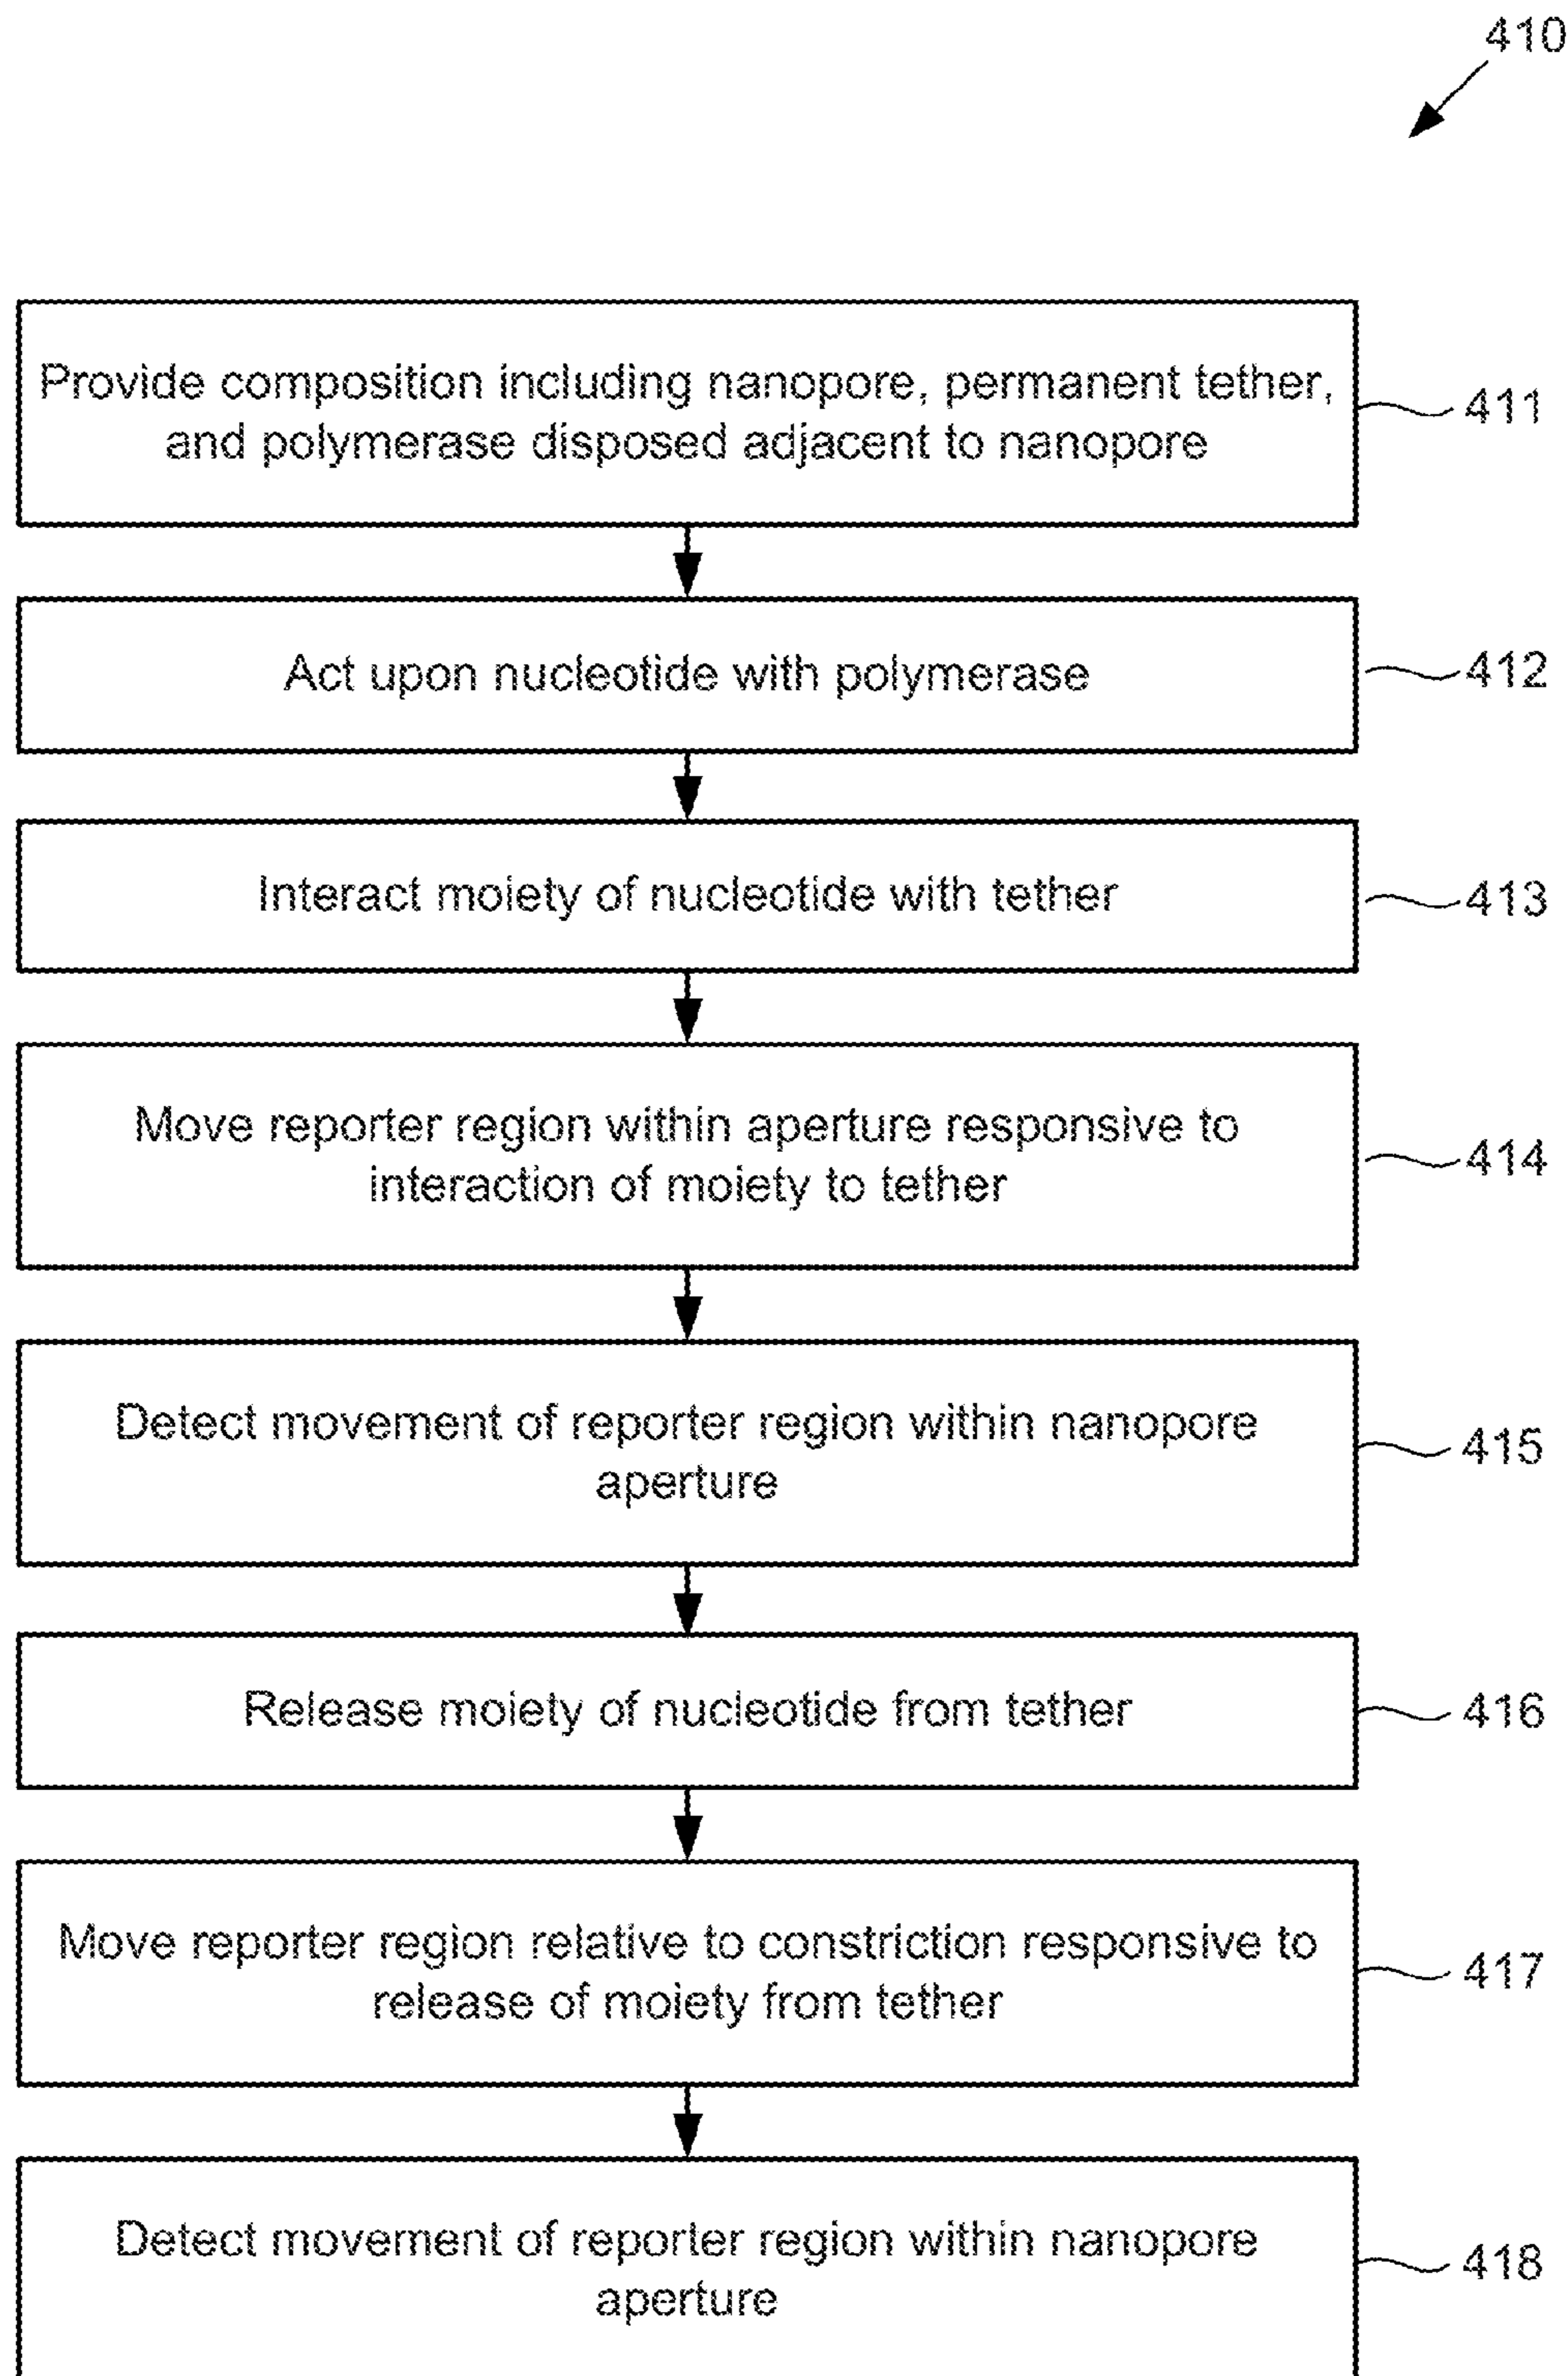 410
Provide composition including nanopore, permanent tether,
and polymerase disposed adjacent to nanopore
411
Act upon nucleotide with polymerase
412
Interact moiety of nucleotide with tether
413
Move reporter region within aperture responsive to
interaction of moiety to tether
414
Detect movement of reporter region within nanopore
aperture
415
Release moiety of nucleotide from tether
416
Move reporter region relative to constriction responsive to
release of moiety from tether
417
Detect movement of reporter region within nanopore
aperture
418